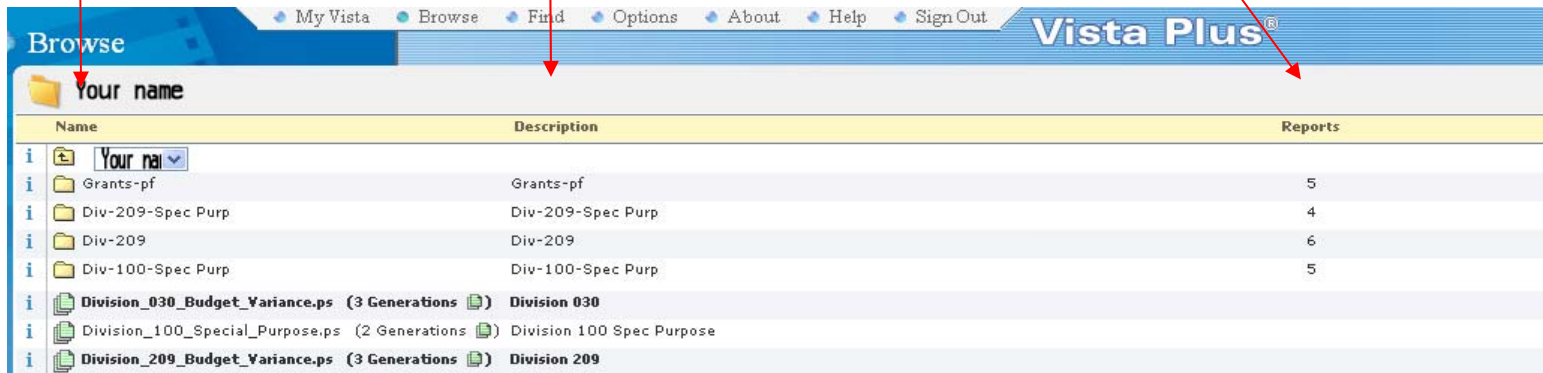 My Vista Browse Find Options About Help Sign Out
Browse Vista Plus®
Your name
Name Description Reports
i Your nai
i Grants-pf Grants-pf 5
i Div-209-Spec Purp Div-209-Spec Purp 4
i Div-209 Div-209 6
i Div-100-Spec Purp Div-100-Spec Purp 5
i Division_030_Budget_Variance.ps (3 Generations ) Division 030
i Division_100_Special_Purpose.ps (2 Generations ) Division 100 Spec Purpose
i Division_209_Budget_Variance.ps (3 Generations ) Division 209